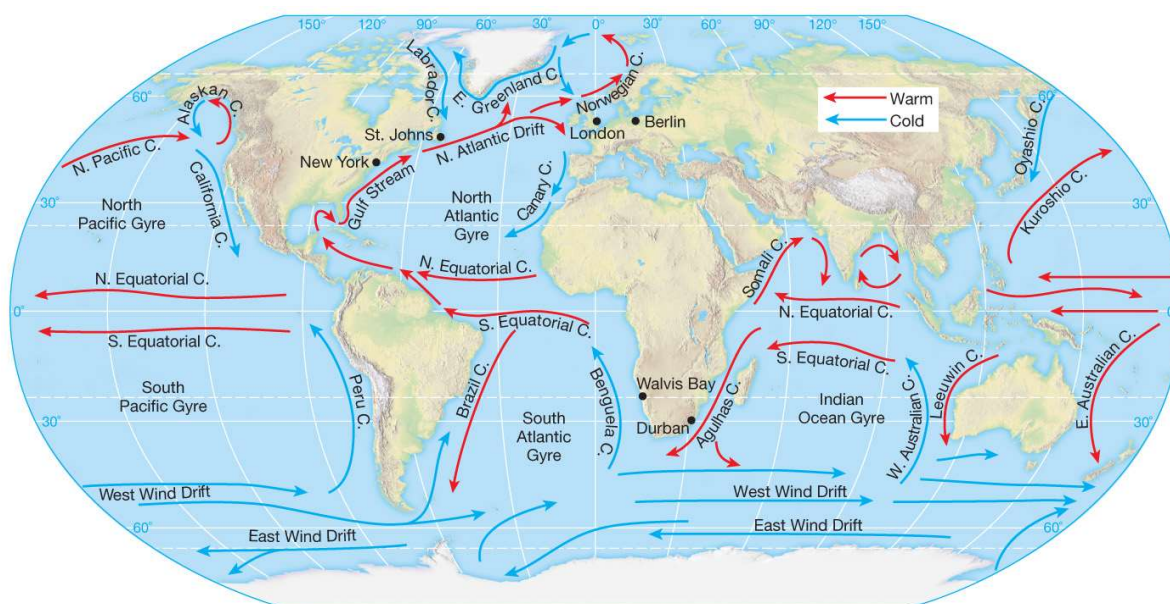 150°
120°
90°
60°
30°
0°
30°
60°
90°
120°
150°
Labrador C.
E. Greenland C.
Norwegian C.
60°
Alaskan C.
Warm
Cold
60°
Oyashio C.
London
Berlin
St. Johns
N. Atlantic Drift
N. Pacific C.
New York
Gulf Stream
California C.
Canary C.
Kuroshio C.
30°
30°
North
Pacific Gyre
North
Atlantic
Gyre
Somali C.
N. Equatorial C.
N. Equatorial C.
N. Equatorial C.
0°
0°
S. Equatorial C.
S. Equatorial C.
S. Equatorial C.
South
Pacific Gyre
Peru C.
Brazil C.
Benguela C.
Walvis Bay
Durban
Agulhas C.
Indian
Ocean Gyre
W. Australian C.
Leeuwin C.
E. Australian C.
30°
30°
South
Atlantic
Gyre
West Wind Drift
West Wind Drift
60°
East Wind Drift
East Wind Drift
60°